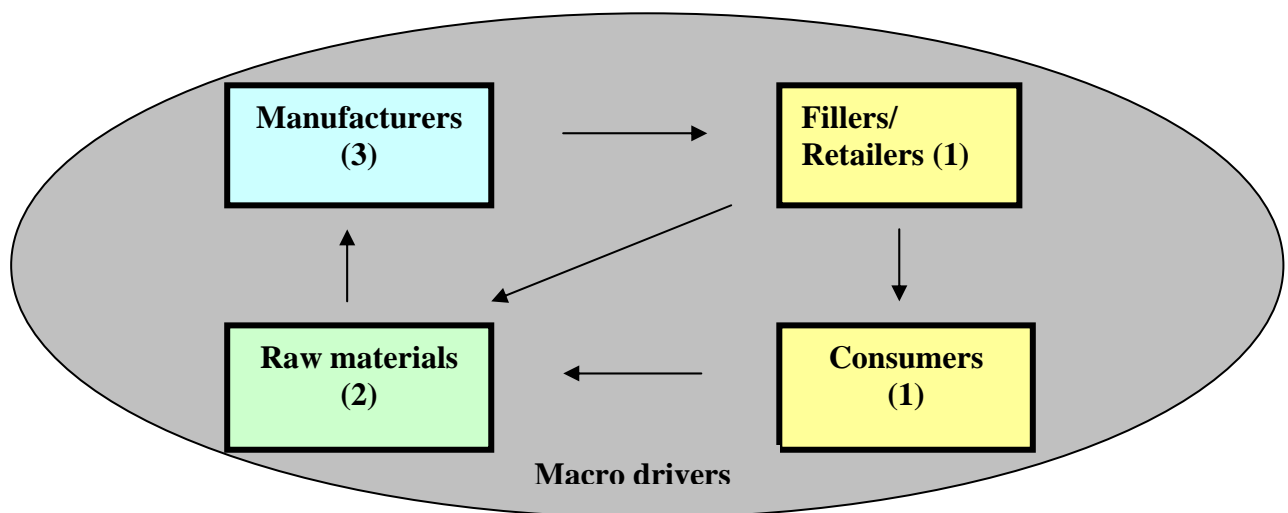 Manufacturers
(3)
Fillers/
Retailers (1)
Raw materials
(2)
Consumers
(1)
Macro drivers